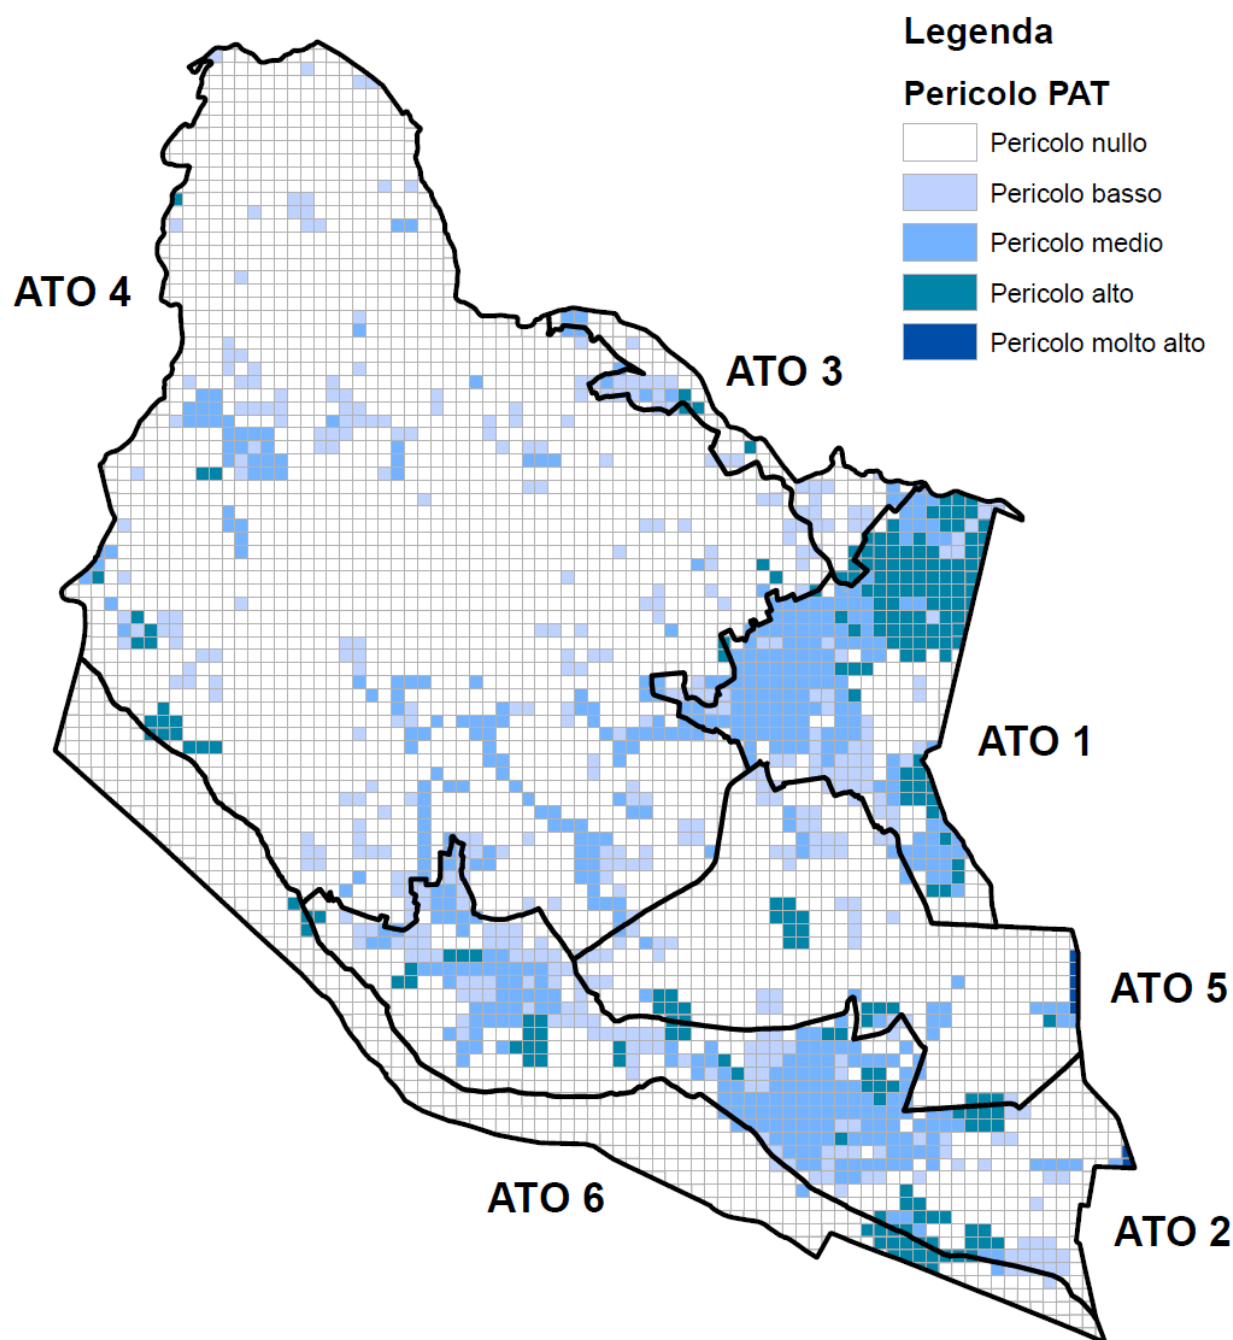 Legenda
Pericolo PAT
Pericolo nullo
Pericolo basso
Pericolo medio
Pericolo alto
Pericolo molto alto
ATO 4
ATO 3
ATO 1
ATO 5
ATO 6
ATO 2